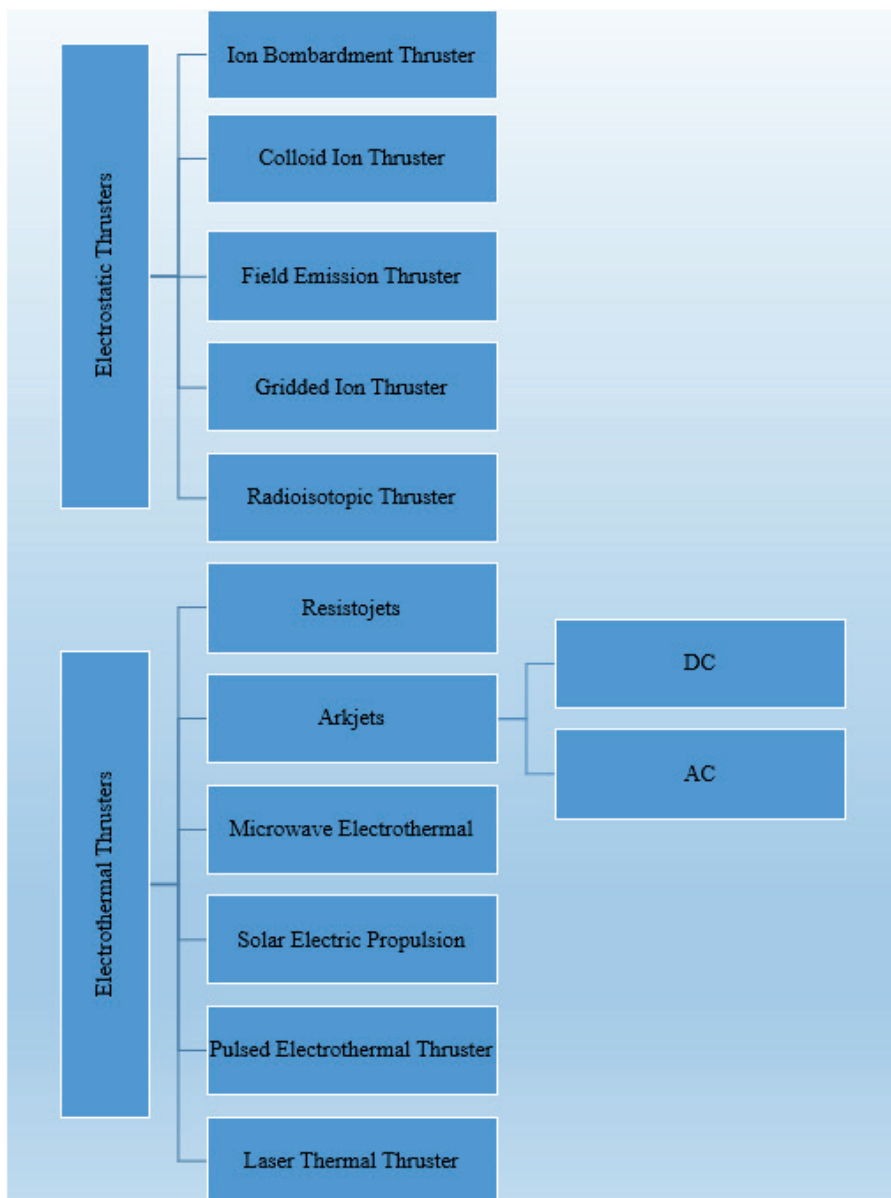 Electrostatic Thrusters
Ion Bombardment Thruster
Colloid Ion Thruster
Field Emission Thruster
Gridded Ion Thruster
Radioisotopic Thruster
Electrothermal Thrusters
Resistojets
Arkjets
DC
AC
Microwave Electrothermal
Solar Electric Propulsion
Pulsed Electrothermal Thruster
Laser Thermal Thruster